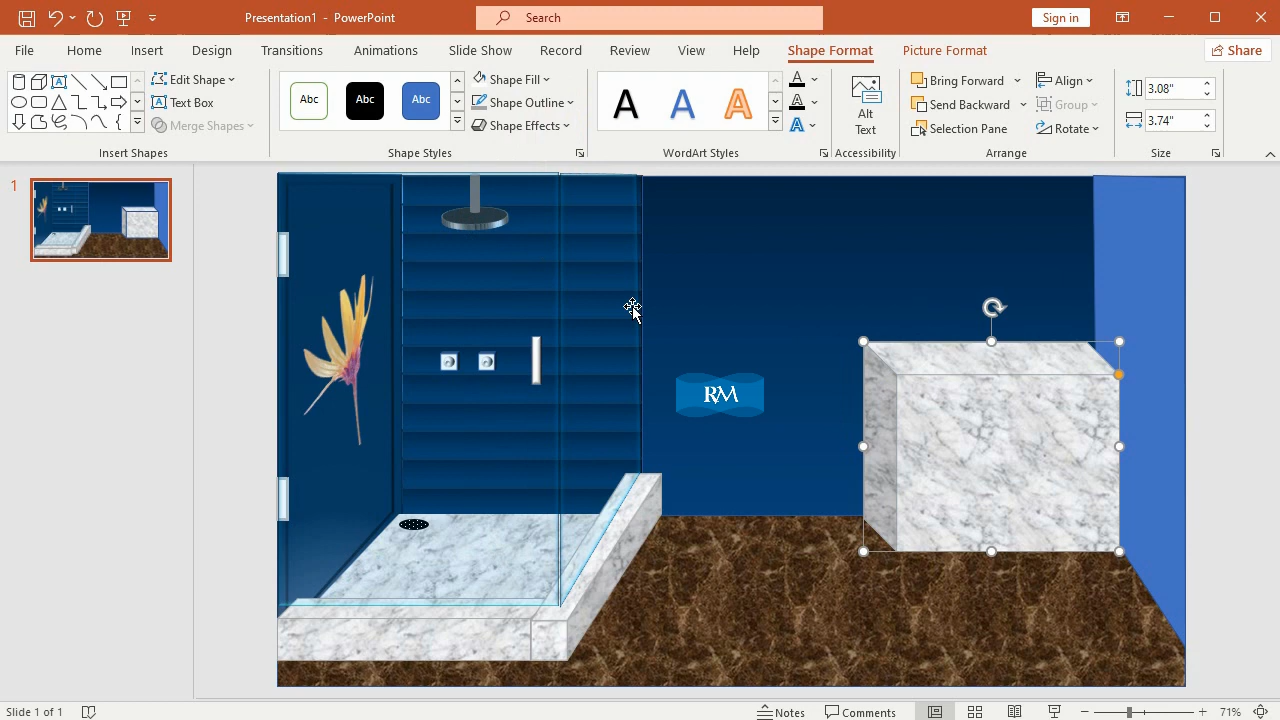 Presentation1 - PowerPoint
Search
Sign in
File Home Insert Design Transitions Animations Slide Show Record Review View Help Shape Format Picture Format Share
Edit Shape
Text Box
Merge Shapes
Insert Shapes
Abc Abc Abc
Shape Fill
Shape Outline
Shape Effects
Shape Styles
A A A
A
A
A
WordArt Styles
Alt
Text
Accessibility
Bring Forward
Send Backward
Selection Pane
Align
Group
Rotate
Arrange
3.08"
3.74"
Size
1
RM
Slide 1 of 1
Notes
Comments
71%